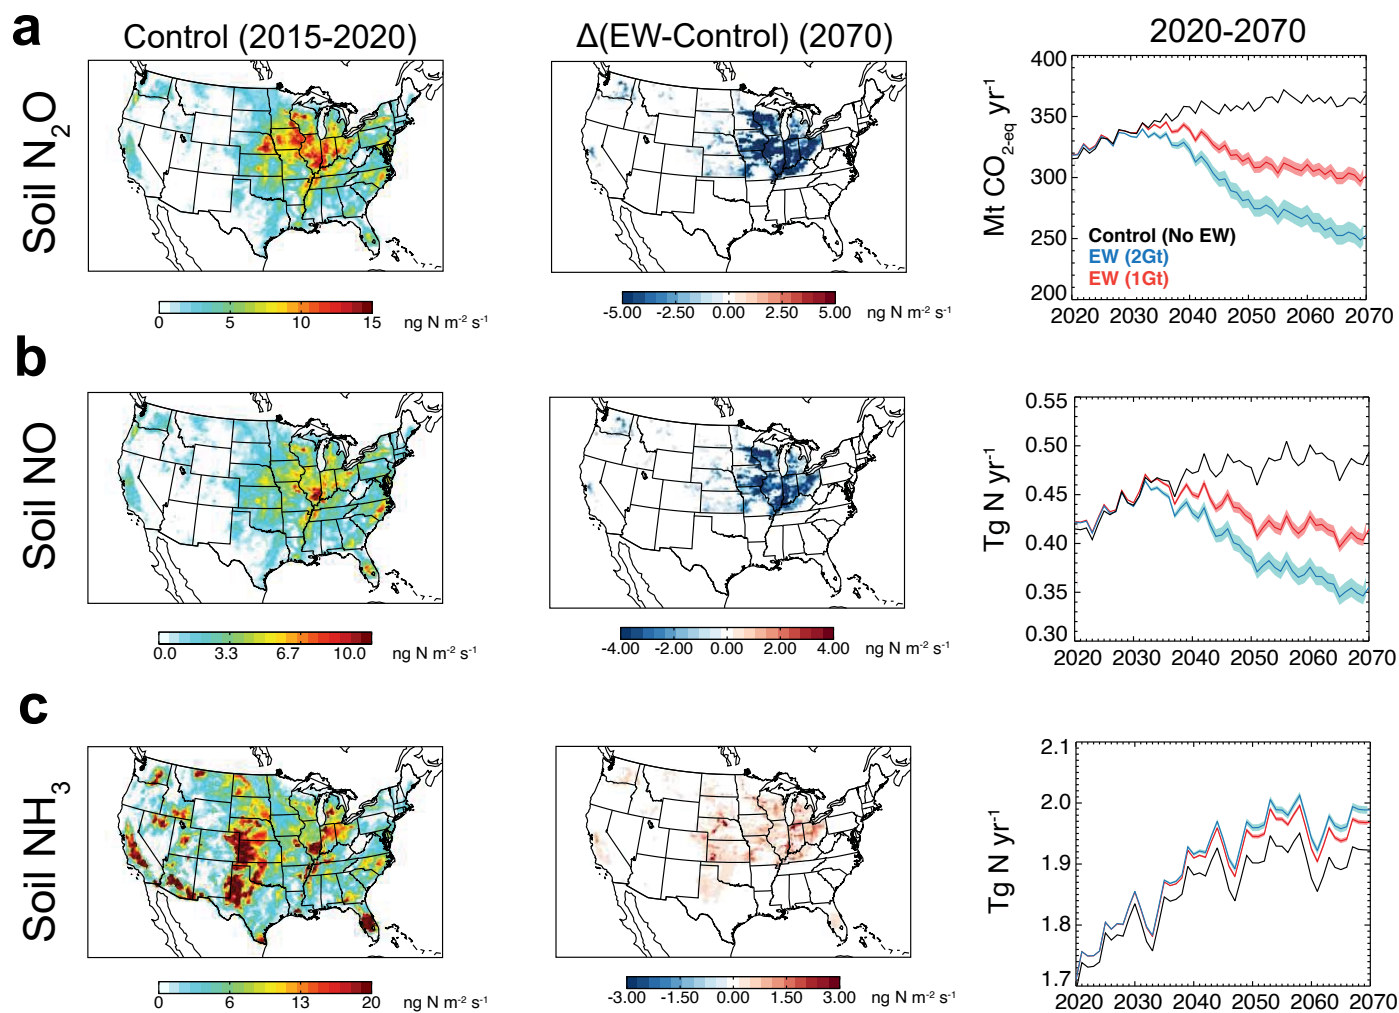 a
Control (2015-2020)
Δ(EW-Control) (2070)
2020-2070
Soil N2O
0 5 10 15 ng N m-2 s-1
-5.00 -2.50 0.00 2.50 5.00 ng N m-2 s-1
Mt CO2-eq yr-1
400
350
300
250
200
Control (No EW)
EW (2Gt)
EW (1Gt)
2020 2030 2040 2050 2060 2070
b
Soil NO
0.0 3.3 6.7 10.0 ng N m-2 s-1
-4.00 -2.00 0.00 2.00 4.00 ng N m-2 s-1
Tg N yr-1
0.55
0.50
0.45
0.40
0.35
0.30
2020 2030 2040 2050 2060 2070
c
Soil NH3
0 6 13 20 ng N m-2 s-1
-3.00 -1.50 0.00 1.50 3.00 ng N m-2 s-1
Tg N yr-1
2.1
2.0
1.9
1.8
1.7
2020 2030 2040 2050 2060 2070